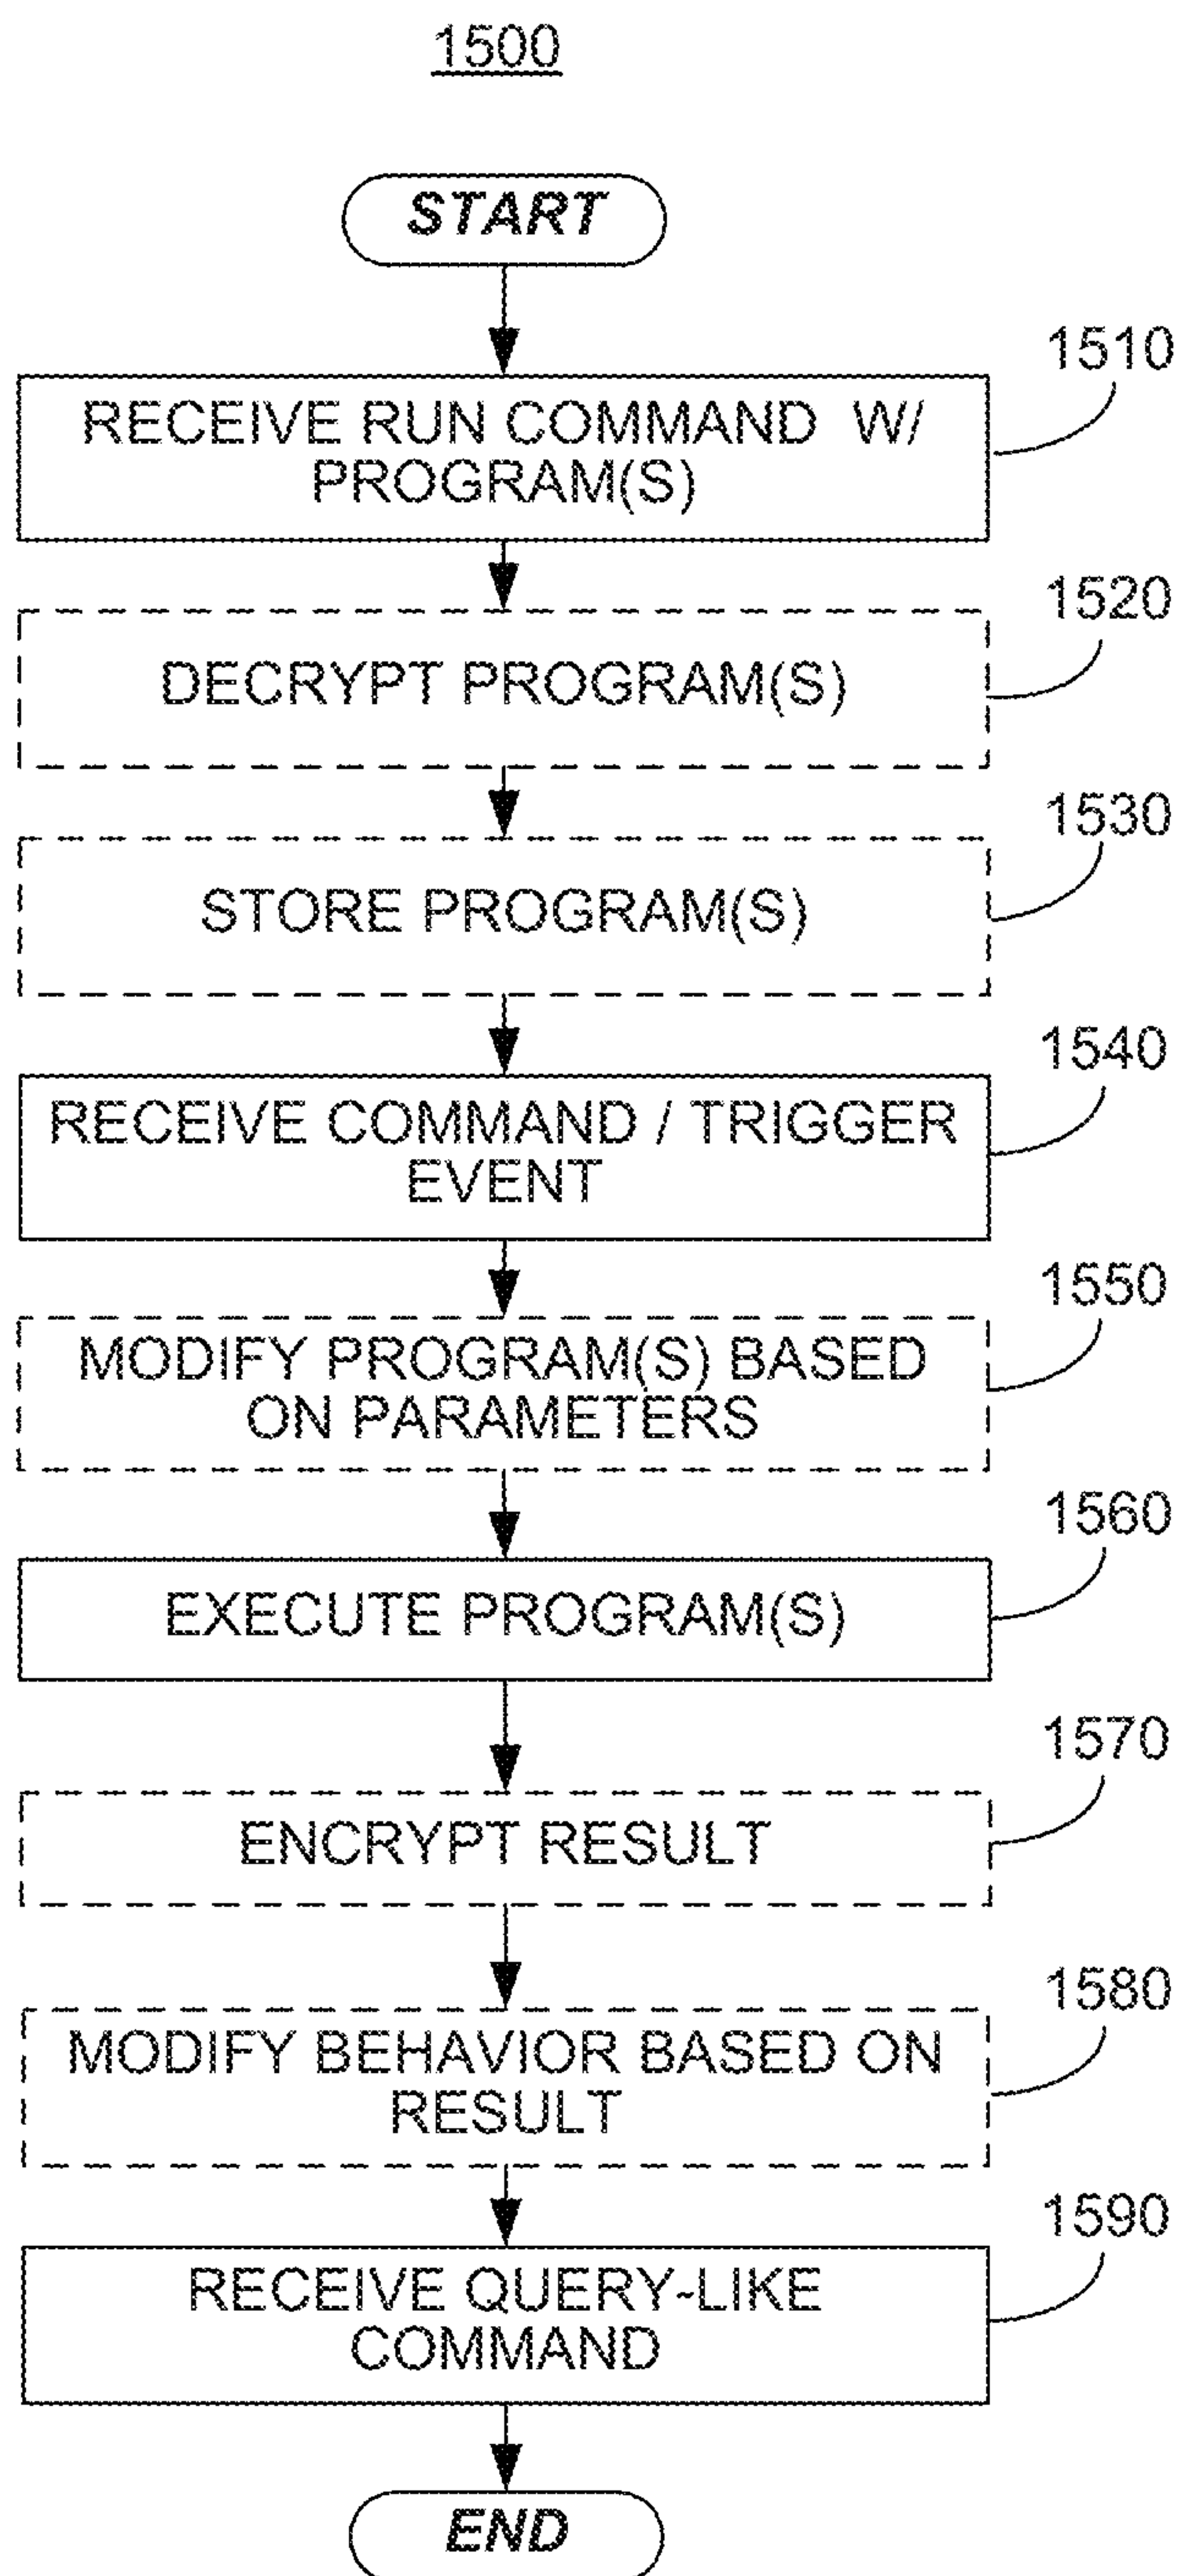 1500
START
1510
RECEIVE RUN COMMAND W/
PROGRAM(S)
1520
DECRYPT PROGRAM(S)
1530
STORE PROGRAM(S)
1540
RECEIVE COMMAND / TRIGGER
EVENT
1550
MODIFY PROGRAM(S) BASED
ON PARAMETERS
1560
EXECUTE PROGRAM(S)
1570
ENCRYPT RESULT
1580
MODIFY BEHAVIOR BASED ON
RESULT
1590
RECEIVE QUERY-LIKE
COMMAND
END